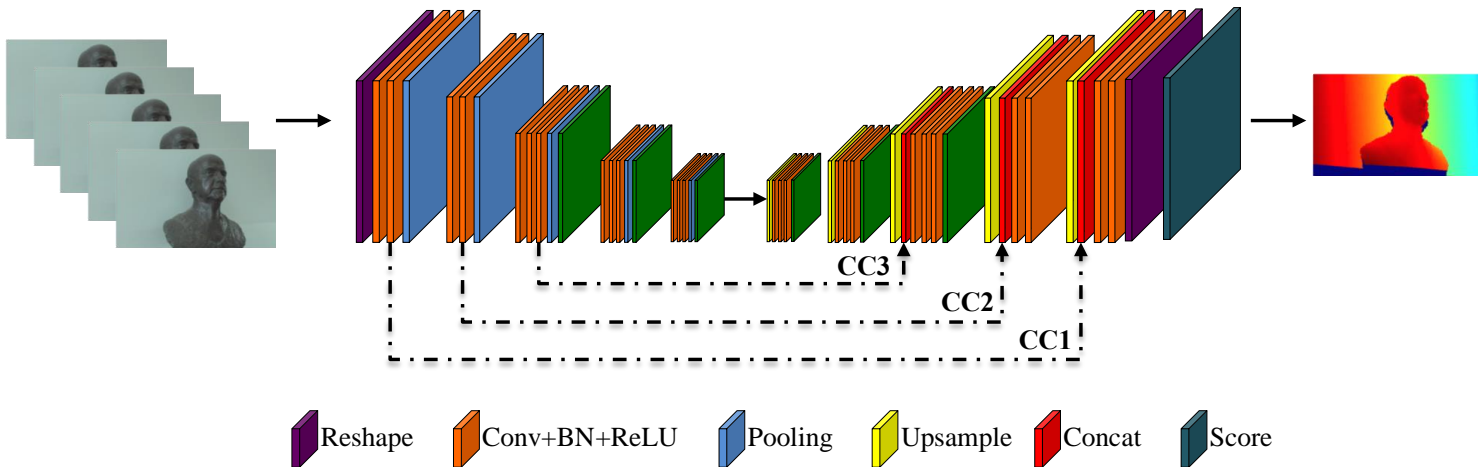 CC3
CC2
CC1
Reshape Conv+BN+ReLU Pooling Upsample Concat Score